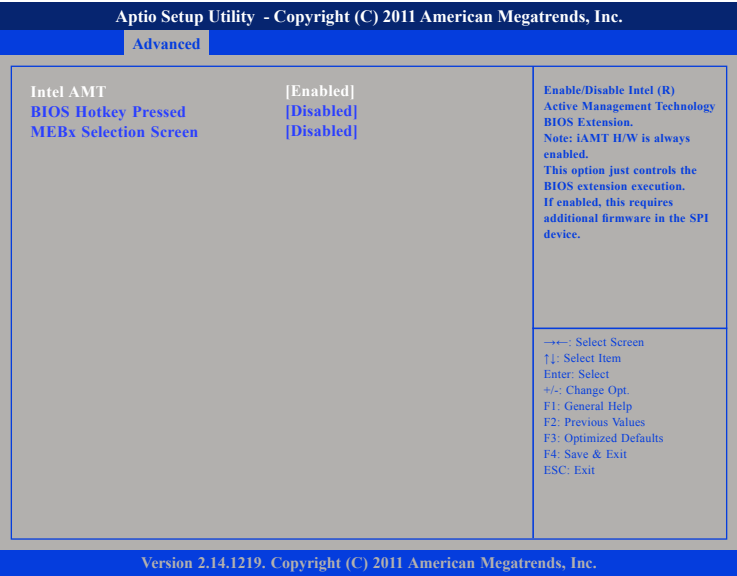 Aptio Setup Utility - Copyright (C) 2011 American Megatrends, Inc.
Advanced
Intel AMT [Enabled]
BIOS Hotkey Pressed [Disabled]
MEBx Selection Screen [Disabled]
Enable/Disable Intel (R)
Active Management Technology
BIOS Extension.
Note: iAMT H/W is always
enabled.
This option just controls the
BIOS extension execution.
If enabled, this requires
additional firmware in the SPI
device.
→←: Select Screen
↑↓: Select Item
Enter: Select
+/-: Change Opt.
F1: General Help
F2: Previous Values
F3: Optimized Defaults
F4: Save & Exit
ESC: Exit
Version 2.14.1219. Copyright (C) 2011 American Megatrends, Inc.